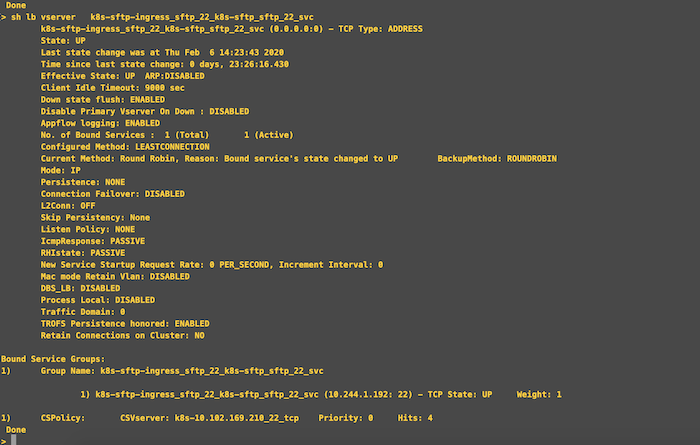 Done
> sh lb vserver   k8s-sftp-ingress_sftp_22_k8s-sftp_sftp_22_svc
k8s-sftp-ingress_sftp_22_k8s-sftp_sftp_22_svc (0.0.0.0:0) - TCP Type: ADDRESS
State: UP
Last state change was at Thu Feb  6 14:23:43 2020
Time since last state change: 0 days, 23:26:16.430
Effective State: UP  ARP:DISABLED
Client Idle Timeout: 9000 sec
Down state flush: ENABLED
Disable Primary Vserver On Down : DISABLED
Appflow logging: ENABLED
No. of Bound Services :  1 (Total)       1 (Active)
Configured Method: LEASTCONNECTION
Current Method: Round Robin, Reason: Bound service's state changed to UP        BackupMethod: ROUNDROBIN
Mode: IP
Persistence: NONE
Connection Failover: DISABLED
L2Conn: OFF
Skip Persistency: None
Listen Policy: NONE
IcmpResponse: PASSIVE
RHIstate: PASSIVE
New Service Startup Request Rate: 0 PER_SECOND, Increment Interval: 0
Mac mode Retain Vlan: DISABLED
DBS_LB: DISABLED
Process Local: DISABLED
Traffic Domain: 0
TROFS Persistence honored: ENABLED
Retain Connections on Cluster: NO
Bound Service Groups:
1)      Group Name: k8s-sftp-ingress_sftp_22_k8s-sftp_sftp_22_svc
1) k8s-sftp-ingress_sftp_22_k8s-sftp_sftp_22_svc (10.244.1.192: 22) - TCP State: UP     Weight: 1
1)      CSPolicy:       CSVserver: k8s-10.102.169.210_22_tcp    Priority: 0     Hits: 4
Done
>